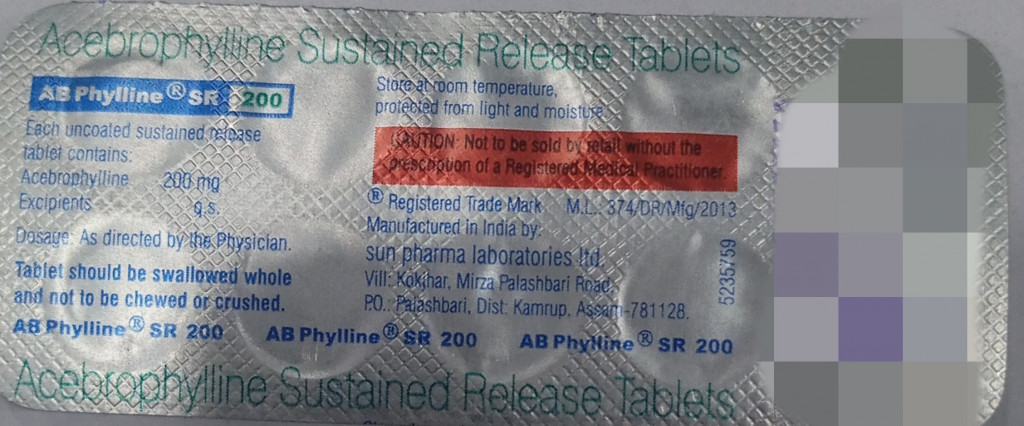 Acebrophylline Sustained Release Tablets
AB Phylline® SR 200
Each uncoated sustained release
tablet contains:
Acebrophylline 200 mg
Excipients q.s.
Dosage: As directed by the Physician.
Tablet should be swallowed whole
and not to be chewed or crushed.
Store at room temperature,
protected from light and moisture.
CAUTION: Not to be sold by retail without the
prescription of a Registered Medical Practitioner.
® Registered Trade Mark M.L.: 374/DR/Mfg/2013
Manufactured in India by:
sun pharma laboratories ltd.
Vill: Kokjhar, Mirza Palashbari Road,
P.O.: Palashbari, Dist: Kamrup, Assam-781128.
5235759
AB Phylline® SR 200 AB Phylline® SR 200 AB Phylline® SR 200
Acebrophylline Sustained Release Tablets